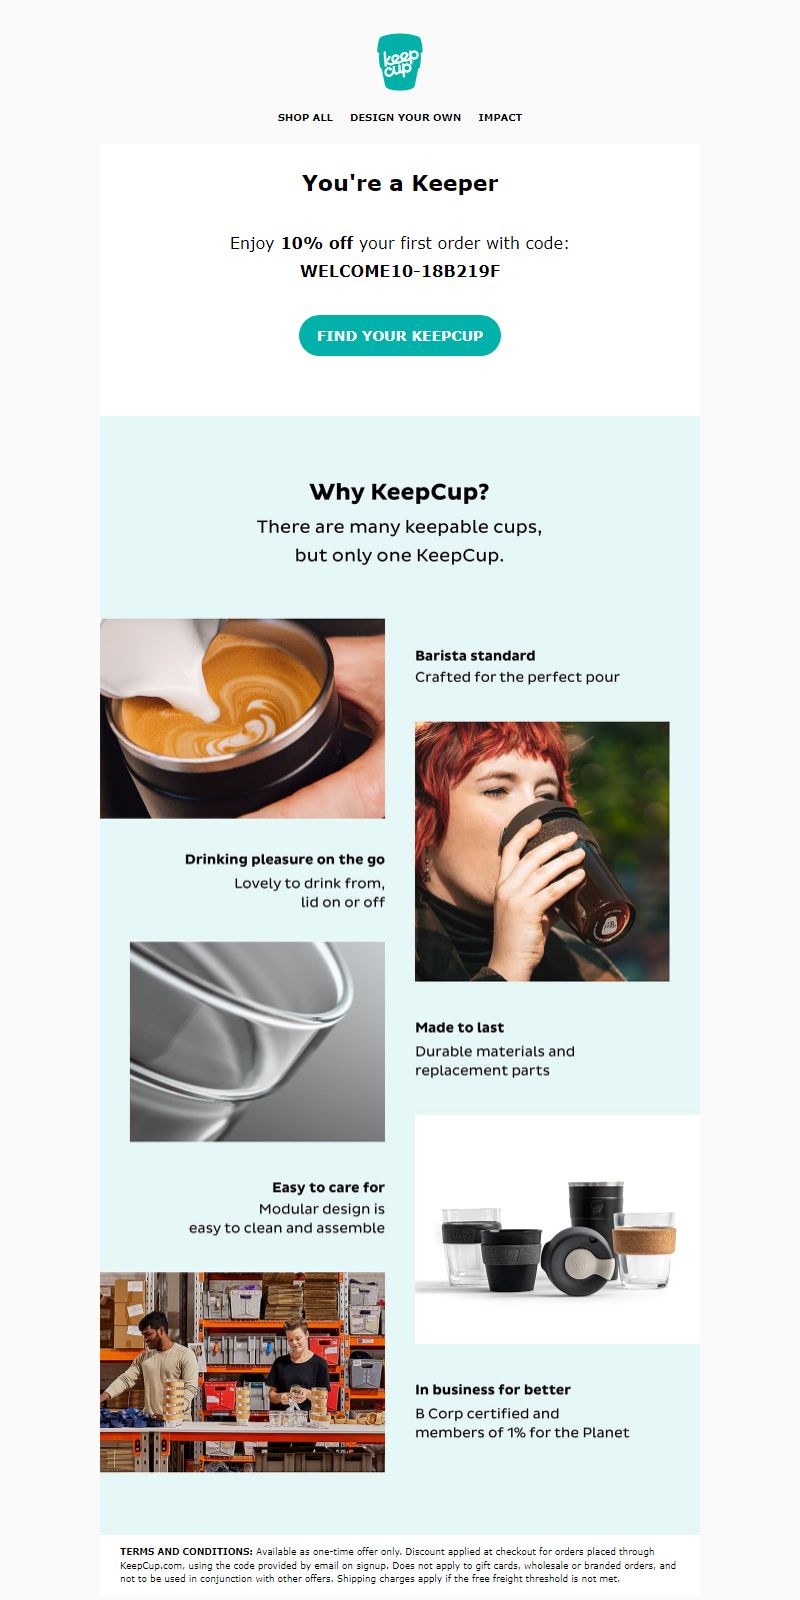 keep
cup
SHOP ALL DESIGN YOUR OWN IMPACT
You're a Keeper
Enjoy 10% off your first order with code:
WELCOME10-18B219F
FIND YOUR KEEPCUP
Why KeepCup?
There are many keepable cups,
but only one KeepCup.
Barista standard
Crafted for the perfect pour
Drinking pleasure on the go
Lovely to drink from,
lid on or off
Made to last
Durable materials and
replacement parts
Easy to care for
Modular design is
easy to clean and assemble
In business for better
B Corp certified and
members of 1% for the Planet
TERMS AND CONDITIONS: Available as one-time offer only. Discount applied at checkout for orders placed through
KeepCup.com, using the code provided by email on signup. Does not apply to gift cards, wholesale or branded orders, and
not to be used in conjunction with other offers. Shipping charges apply if the free freight threshold is not met.